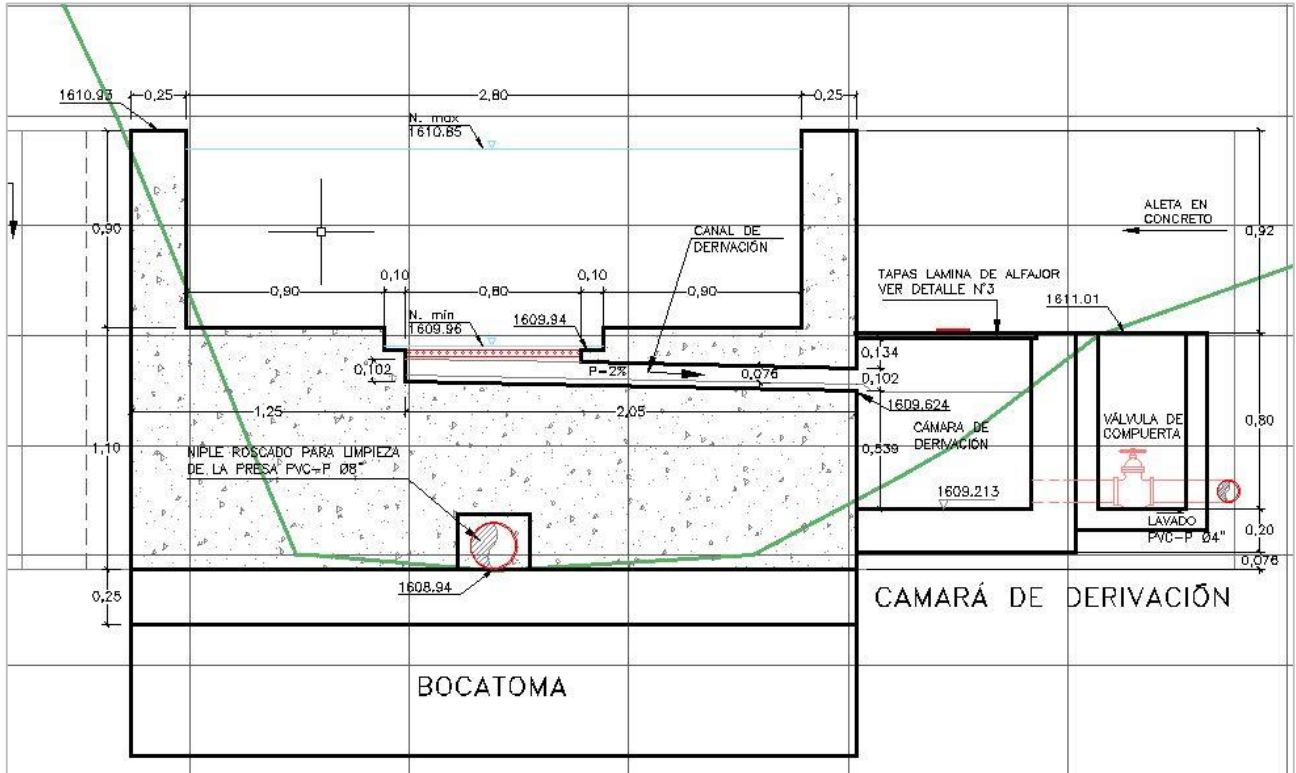 0,25
2,80
0,25
1610.93
N. max
1610.85
0,90
CANAL DE
DERIVACIÓN
ALETA EN
CONCRETO
0,92
0,10
0,10
0,90
0,80
0,90
TAPAS LAMINA DE ALFAJOR
VER DETALLE N°3
1611.01
N. min
1609.96
1609.94
0,134
0,102
P=2%
0,076
0,102
1609.624
1,25
2,05
CÁMARA DE
DERIVACIÓN
VÁLVULA DE
COMPUERTA
0,80
1,10
NIPLE ROSCADO PARA LIMPIEZA
DE LA PRESA PVC-P Ø8"
0,539
1609.213
LAVADO
PVC-P Ø4"
0,20
0,076
1608.94
0,25
CAMARÁ DE DERIVACIÓN
BOCATOMA